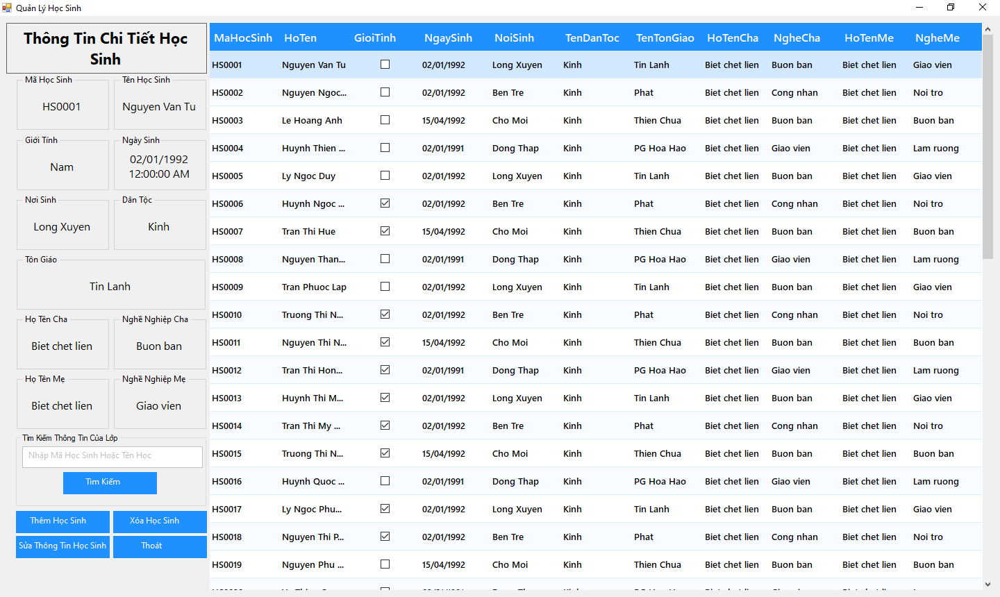 Quản Lý Học Sinh
Thông Tin Chi Tiết Học
Sinh
Mã Học Sinh Tên Học Sinh
HS0001 Nguyen Van Tu
Giới Tính Ngày Sinh
Nam 02/01/1992
12:00:00 AM
Nơi Sinh Dân Tộc
Long Xuyen Kinh
Tôn Giáo
Tin Lanh
Họ Tên Cha Nghề Nghiệp Cha
Biet chet lien Buon ban
Họ Tên Mẹ Nghề Nghiệp Mẹ
Biet chet lien Giao vien
Tìm Kiếm Thông Tin Của Lớp
Nhập Mã Học Sinh Hoặc Tên Học
Tìm Kiếm
Thêm Học Sinh Xóa Học Sinh
Sửa Thông Tin Học Sinh Thoát
MaHocSinh HoTen GioiTinh NgaySinh NoiSinh TenDanToc TenTonGiao HoTenCha NgheCha HoTenMe NgheMe
HS0001 Nguyen Van Tu 02/01/1992 Long Xuyen Kinh Tin Lanh Biet chet lien Buon ban Biet chet lien Giao vien
HS0002 Nguyen Ngoc... 02/01/1992 Ben Tre Kinh Phat Biet chet lien Cong nhan Biet chet lien Noi tro
HS0003 Le Hoang Anh 15/04/1992 Cho Moi Kinh Thien Chua Biet chet lien Buon ban Biet chet lien Buon ban
HS0004 Huynh Thien ... 02/01/1991 Dong Thap Kinh PG Hoa Hao Biet chet lien Giao vien Biet chet lien Lam ruong
HS0005 Ly Ngoc Duy 02/01/1992 Long Xuyen Kinh Tin Lanh Biet chet lien Buon ban Biet chet lien Giao vien
HS0006 Huynh Ngoc ... 02/01/1992 Ben Tre Kinh Phat Biet chet lien Cong nhan Biet chet lien Noi tro
HS0007 Tran Thi Hue 15/04/1992 Cho Moi Kinh Thien Chua Biet chet lien Buon ban Biet chet lien Buon ban
HS0008 Nguyen Than... 02/01/1991 Dong Thap Kinh PG Hoa Hao Biet chet lien Giao vien Biet chet lien Lam ruong
HS0009 Tran Phuoc Lap 02/01/1992 Long Xuyen Kinh Tin Lanh Biet chet lien Buon ban Biet chet lien Giao vien
HS0010 Truong Thi N... 02/01/1992 Ben Tre Kinh Phat Biet chet lien Cong nhan Biet chet lien Noi tro
HS0011 Nguyen Thi N... 15/04/1992 Cho Moi Kinh Thien Chua Biet chet lien Buon ban Biet chet lien Buon ban
HS0012 Tran Thi Hon... 02/01/1991 Dong Thap Kinh PG Hoa Hao Biet chet lien Giao vien Biet chet lien Lam ruong
HS0013 Huynh Thi M... 02/01/1992 Long Xuyen Kinh Tin Lanh Biet chet lien Buon ban Biet chet lien Giao vien
HS0014 Tran Thi My ... 02/01/1992 Ben Tre Kinh Phat Biet chet lien Cong nhan Biet chet lien Noi tro
HS0015 Truong Thi N... 15/04/1992 Cho Moi Kinh Thien Chua Biet chet lien Buon ban Biet chet lien Buon ban
HS0016 Huynh Quoc ... 02/01/1991 Dong Thap Kinh PG Hoa Hao Biet chet lien Giao vien Biet chet lien Lam ruong
HS0017 Ly Ngoc Phu... 02/01/1992 Long Xuyen Kinh Tin Lanh Biet chet lien Buon ban Biet chet lien Giao vien
HS0018 Nguyen Thi P... 02/01/1992 Ben Tre Kinh Phat Biet chet lien Cong nhan Biet chet lien Noi tro
HS0019 Nguyen Phu ... 15/04/1992 Cho Moi Kinh Thien Chua Biet chet lien Buon ban Biet chet lien Buon ban